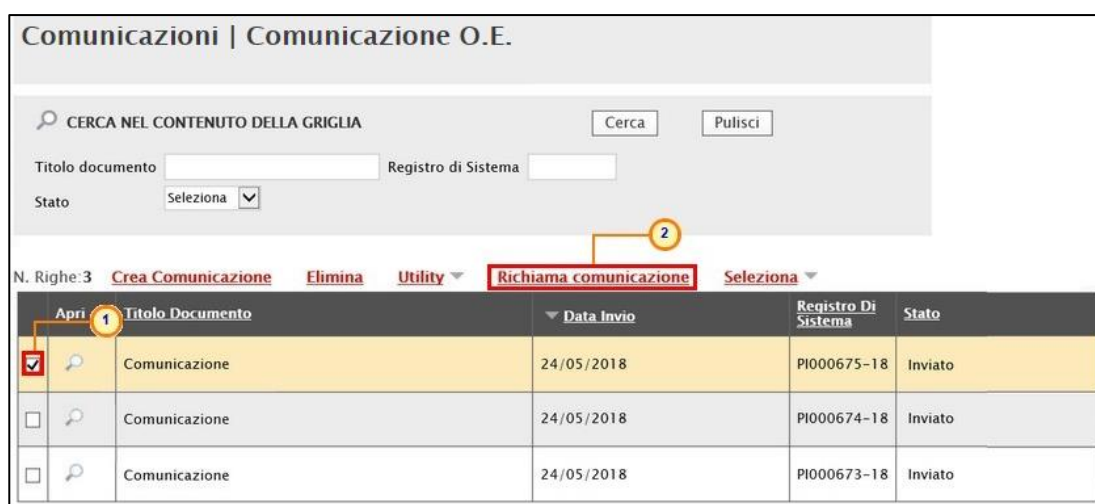 Comunicazioni | Comunicazione O.E.
CERCA NEL CONTENUTO DELLA GRIGLIA Cerca Pulisci
Titolo documento Registro di Sistema
Stato Seleziona
2
N. Righe:3 Crea Comunicazione Elimina Utility Richiama comunicazione Seleziona
Apri 1 Titolo Documento Data Invio Registro Di Sistema Stato
Comunicazione 24/05/2018 PI000675-18 Inviato
Comunicazione 24/05/2018 PI000674-18 Inviato
Comunicazione 24/05/2018 PI000673-18 Inviato